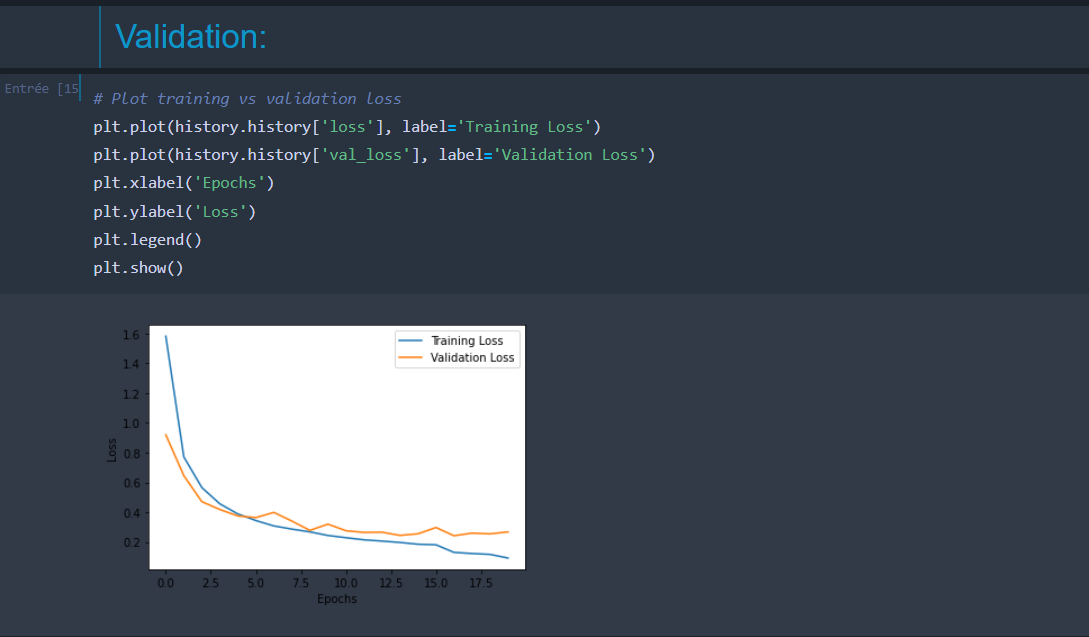 Validation:
Entrée [15
# Plot training vs validation loss
plt.plot(history.history['loss'], label='Training Loss')
plt.plot(history.history['val_loss'], label='Validation Loss')
plt.xlabel('Epochs')
plt.ylabel('Loss')
plt.legend()
plt.show()
Training Loss
Validation Loss
1.6
1.4
1.2
1.0
0.8
0.6
0.4
0.2
Loss
0.0 2.5 5.0 7.5 10.0 12.5 15.0 17.5
Epochs